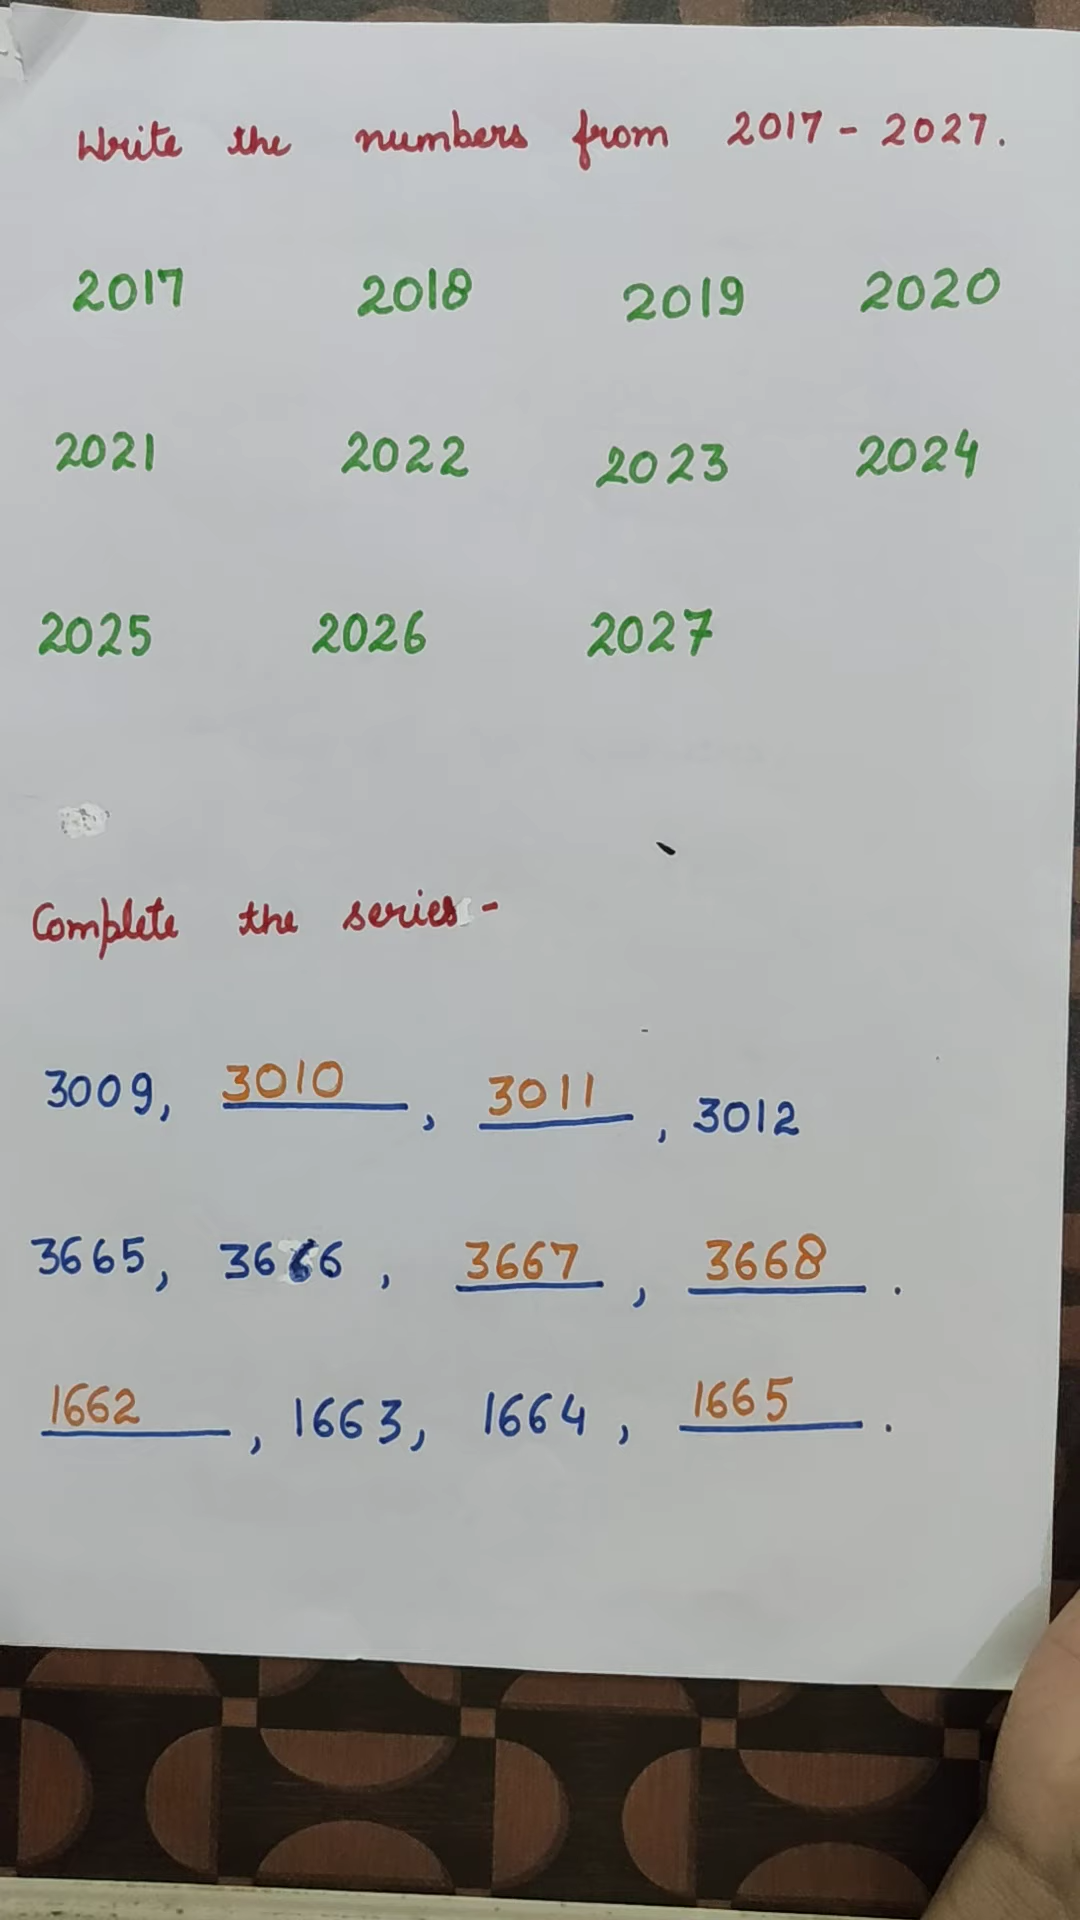 Write the numbers from 2017 - 2027.
2017 2018 2019 2020
2021 2022 2023 2024
2025 2026 2027
Complete the series -
3009, 3010, 3011, 3012
3665, 3666, 3667, 3668.
1662, 1663, 1664, 1665.